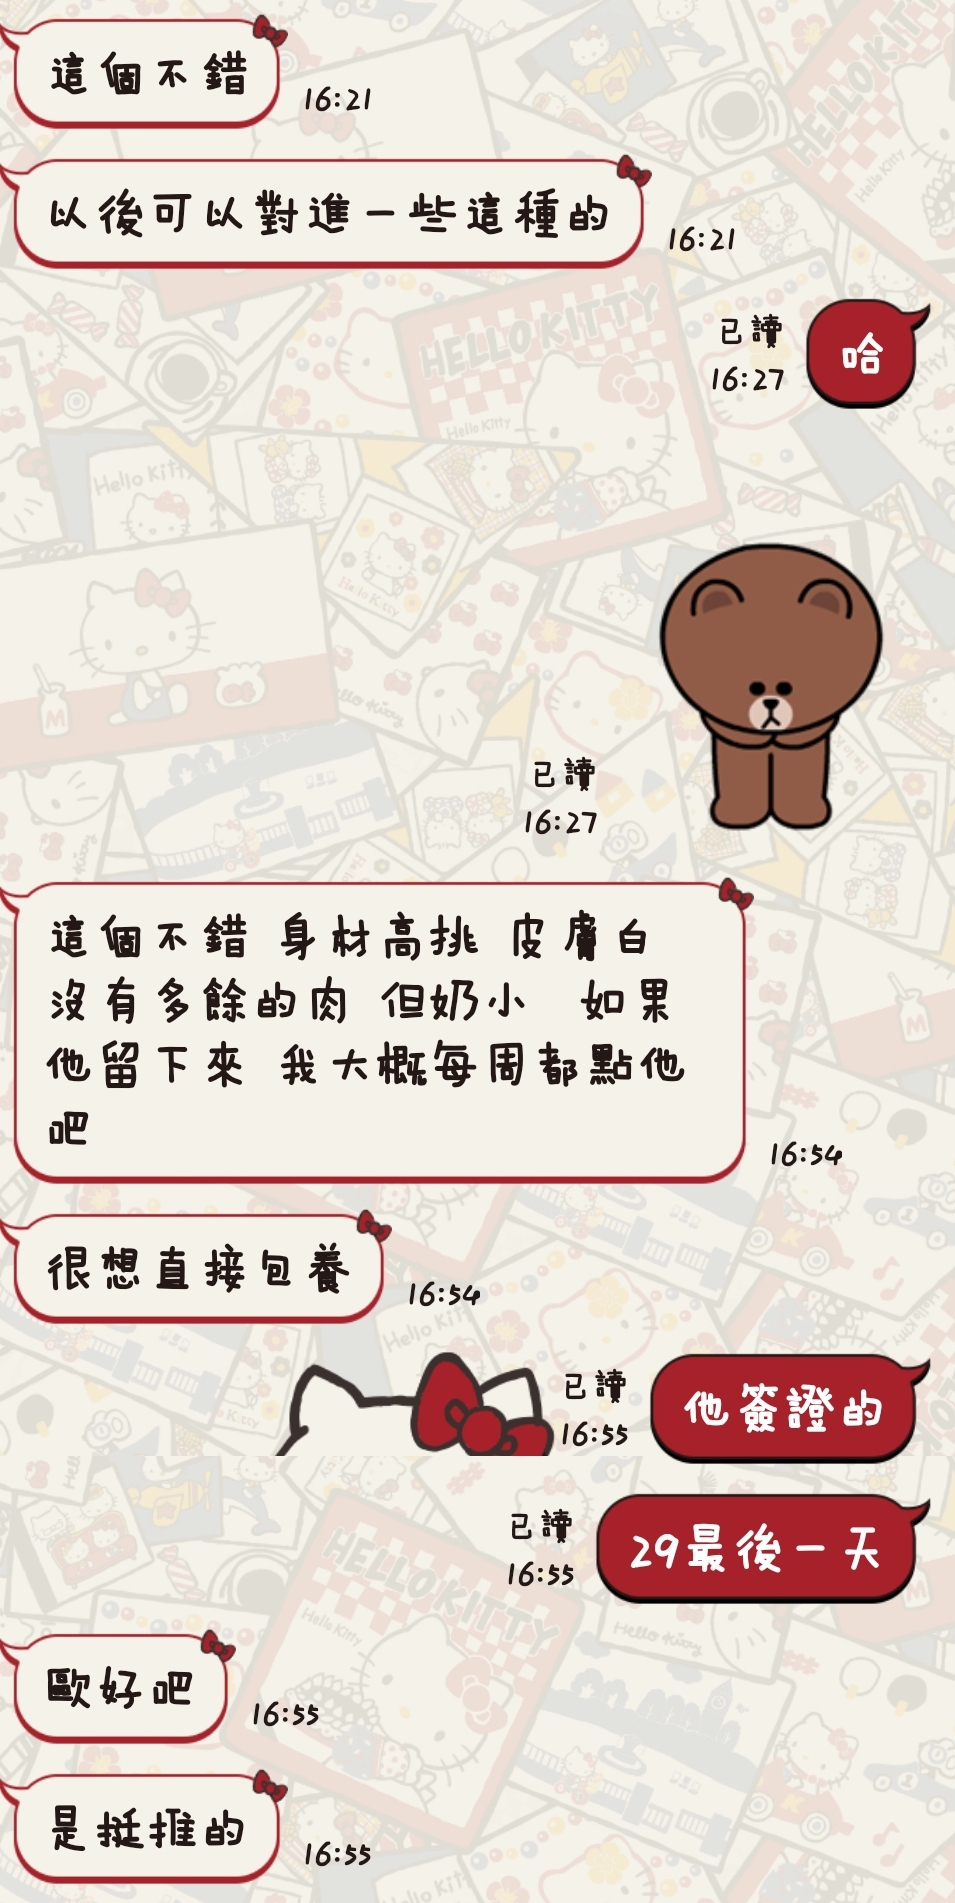 這個不錯
16:21
以後可以對進一些這種的
16:21
已讀
16:27
哈
已讀
16:27
這個不錯 身材高挑 皮膚白
沒有多餘的肉 但奶小 如果
他留下來 我大概每周都點他
吧
16:54
很想直接包養
16:54
已讀
16:55
他簽證的
已讀
16:55
29最後一天
歐好吧
16:55
是挺推的
16:55
HELLO KITTY
Hello Kitty